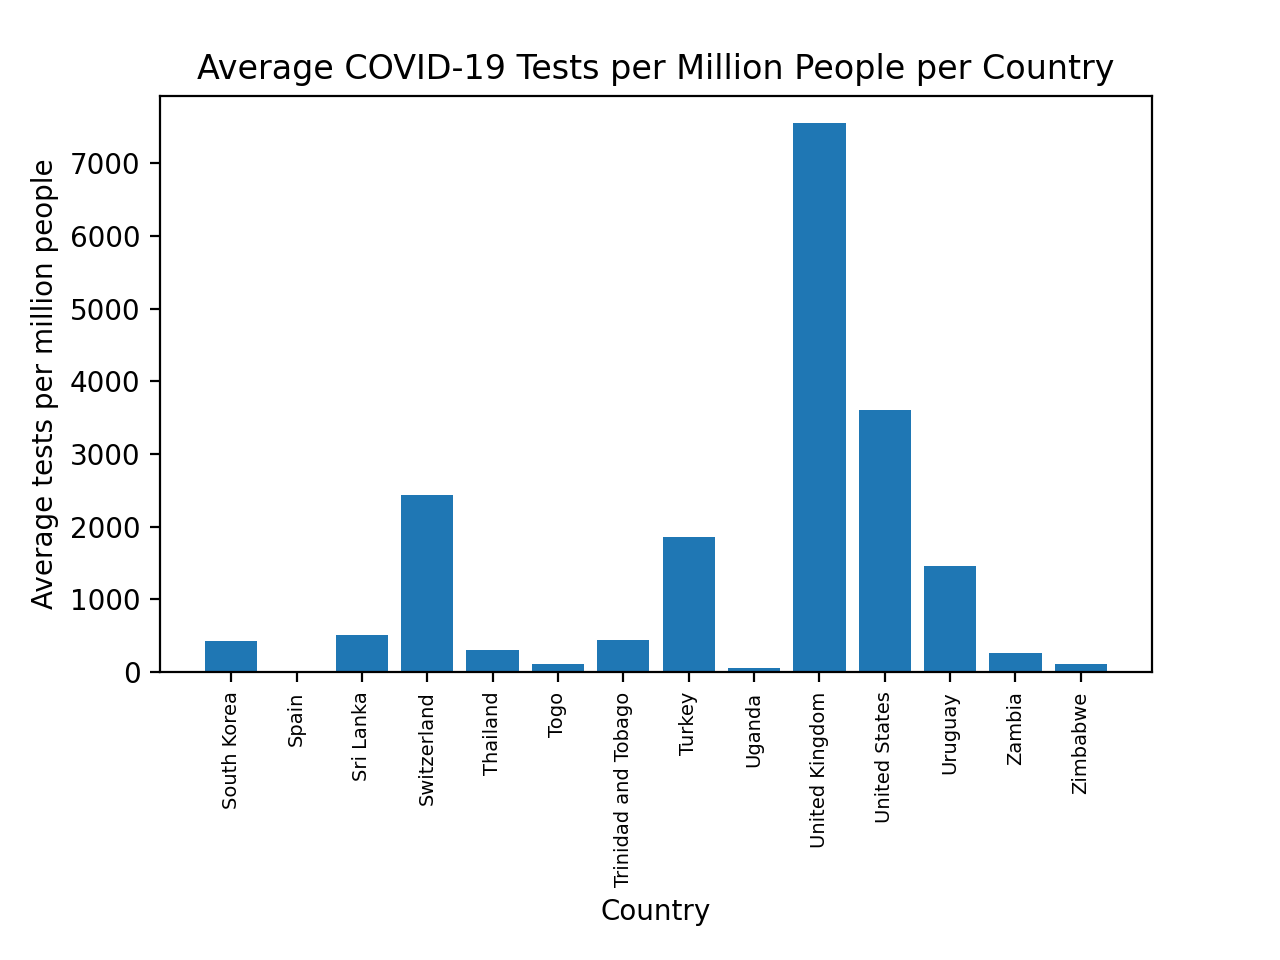 Average COVID-19 Tests per Million People per Country
Average tests per million people
7000
6000
5000
4000
3000
2000
1000
0
South Korea
Spain
Sri Lanka
Switzerland
Thailand
Togo
Trinidad and Tobago
Turkey
Uganda
United Kingdom
United States
Uruguay
Zambia
Zimbabwe
Country